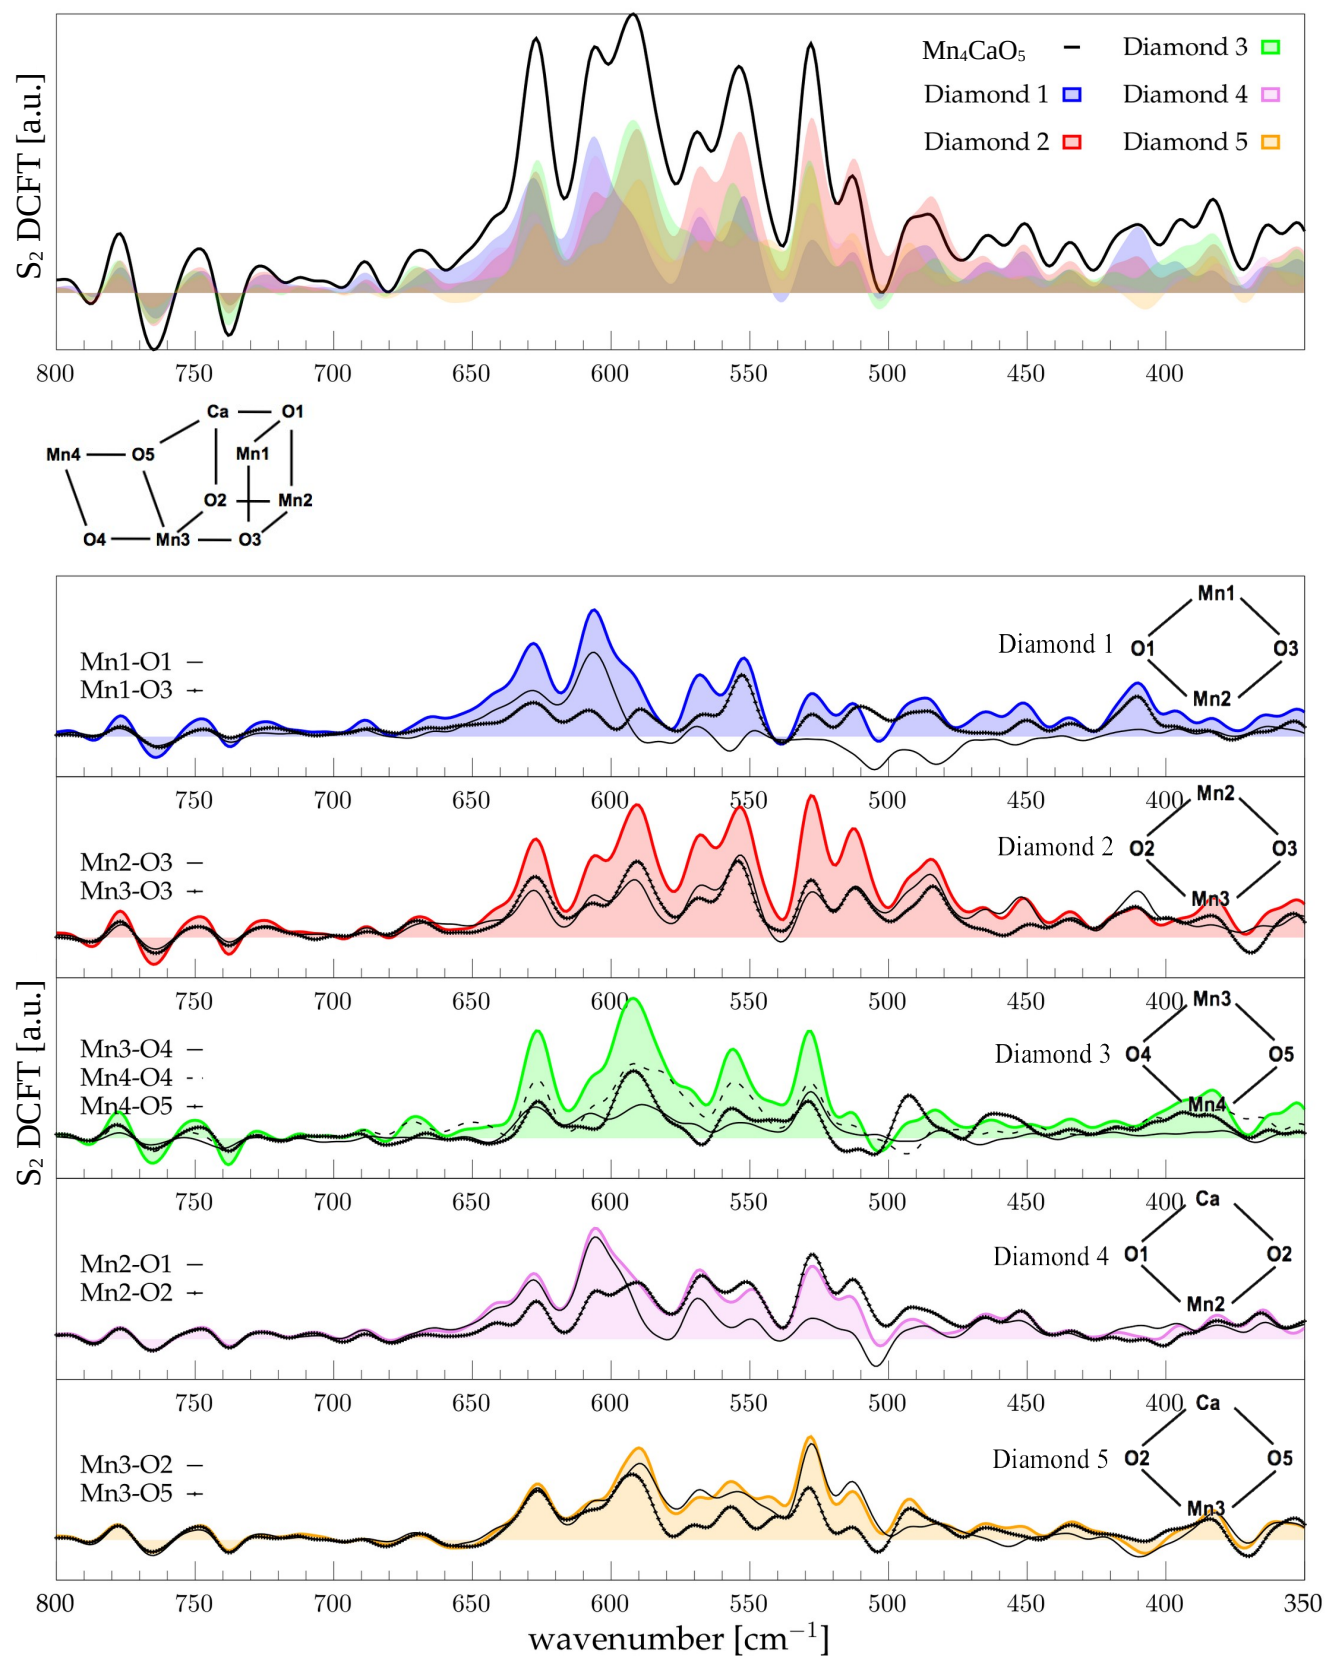 S₂ DCFT [a.u.]
Mn₄CaO₅
Diamond 3
Diamond 1
Diamond 4
Diamond 2
Diamond 5
800 750 700 650 600 550 500 450 400
Ca O1
Mn4 O5 Mn1
O2 Mn2
O4 Mn3 O3
Mn1
Diamond 1 O1 O3
Mn1-O1
Mn1-O3
Mn2
750 700 650 600 550 500 450 400
Mn2
Diamond 2 O2 O3
Mn2-O3
Mn3-O3
Mn3
750 700 650 600 550 500 450 400
S₂ DCFT [a.u.]
Mn3
Mn3-O4
Diamond 3 O4 O5
Mn4-O4
Mn4-O5
Mn4
750 700 650 600 550 500 450 400
Ca
Diamond 4 O1 O2
Mn2-O1
Mn2-O2
Mn2
750 700 650 600 550 500 450 400
Ca
Diamond 5 O2 O5
Mn3-O2
Mn3-O5
Mn3
800 750 700 650 600 550 500 450 400 350
wavenumber [cm⁻¹]